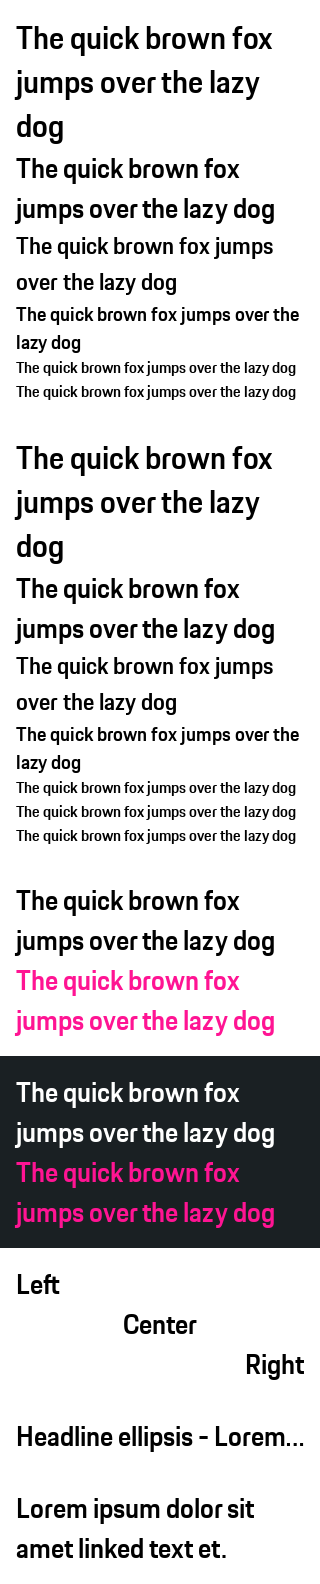 The quick brown fox
jumps over the lazy
dog
The quick brown fox
jumps over the lazy dog
The quick brown fox jumps
over the lazy dog
The quick brown fox jumps over the
lazy dog
The quick brown fox jumps over the lazy dog
The quick brown fox jumps over the lazy dog
The quick brown fox
jumps over the lazy
dog
The quick brown fox
jumps over the lazy dog
The quick brown fox jumps
over the lazy dog
The quick brown fox jumps over the
lazy dog
The quick brown fox jumps over the lazy dog
The quick brown fox jumps over the lazy dog
The quick brown fox jumps over the lazy dog
The quick brown fox
jumps over the lazy dog
The quick brown fox
jumps over the lazy dog
The quick brown fox
jumps over the lazy dog
The quick brown fox
jumps over the lazy dog
Left
Center
Right
Headline ellipsis - Lorem...
Lorem ipsum dolor sit
amet linked text et.